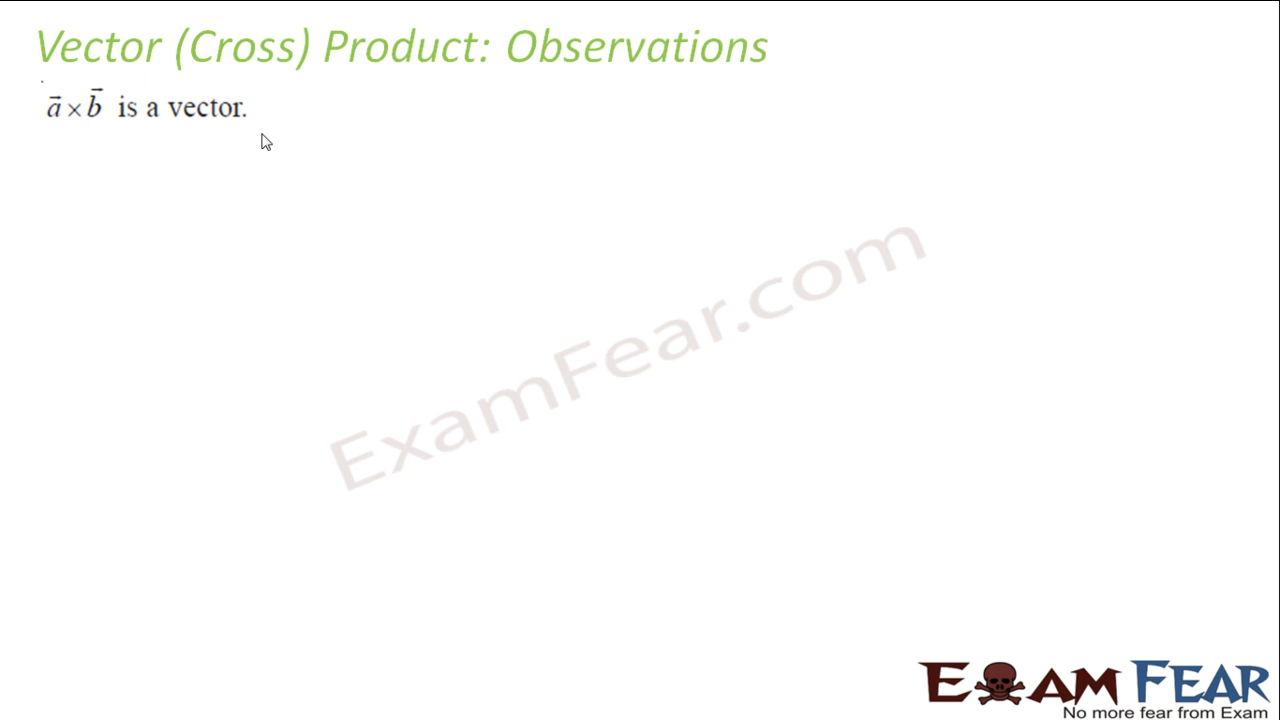 Vector (Cross) Product: Observations
a⃗ × b⃗ is a vector.
ExamFear.com
EXAM FEAR
No more fear from Exam